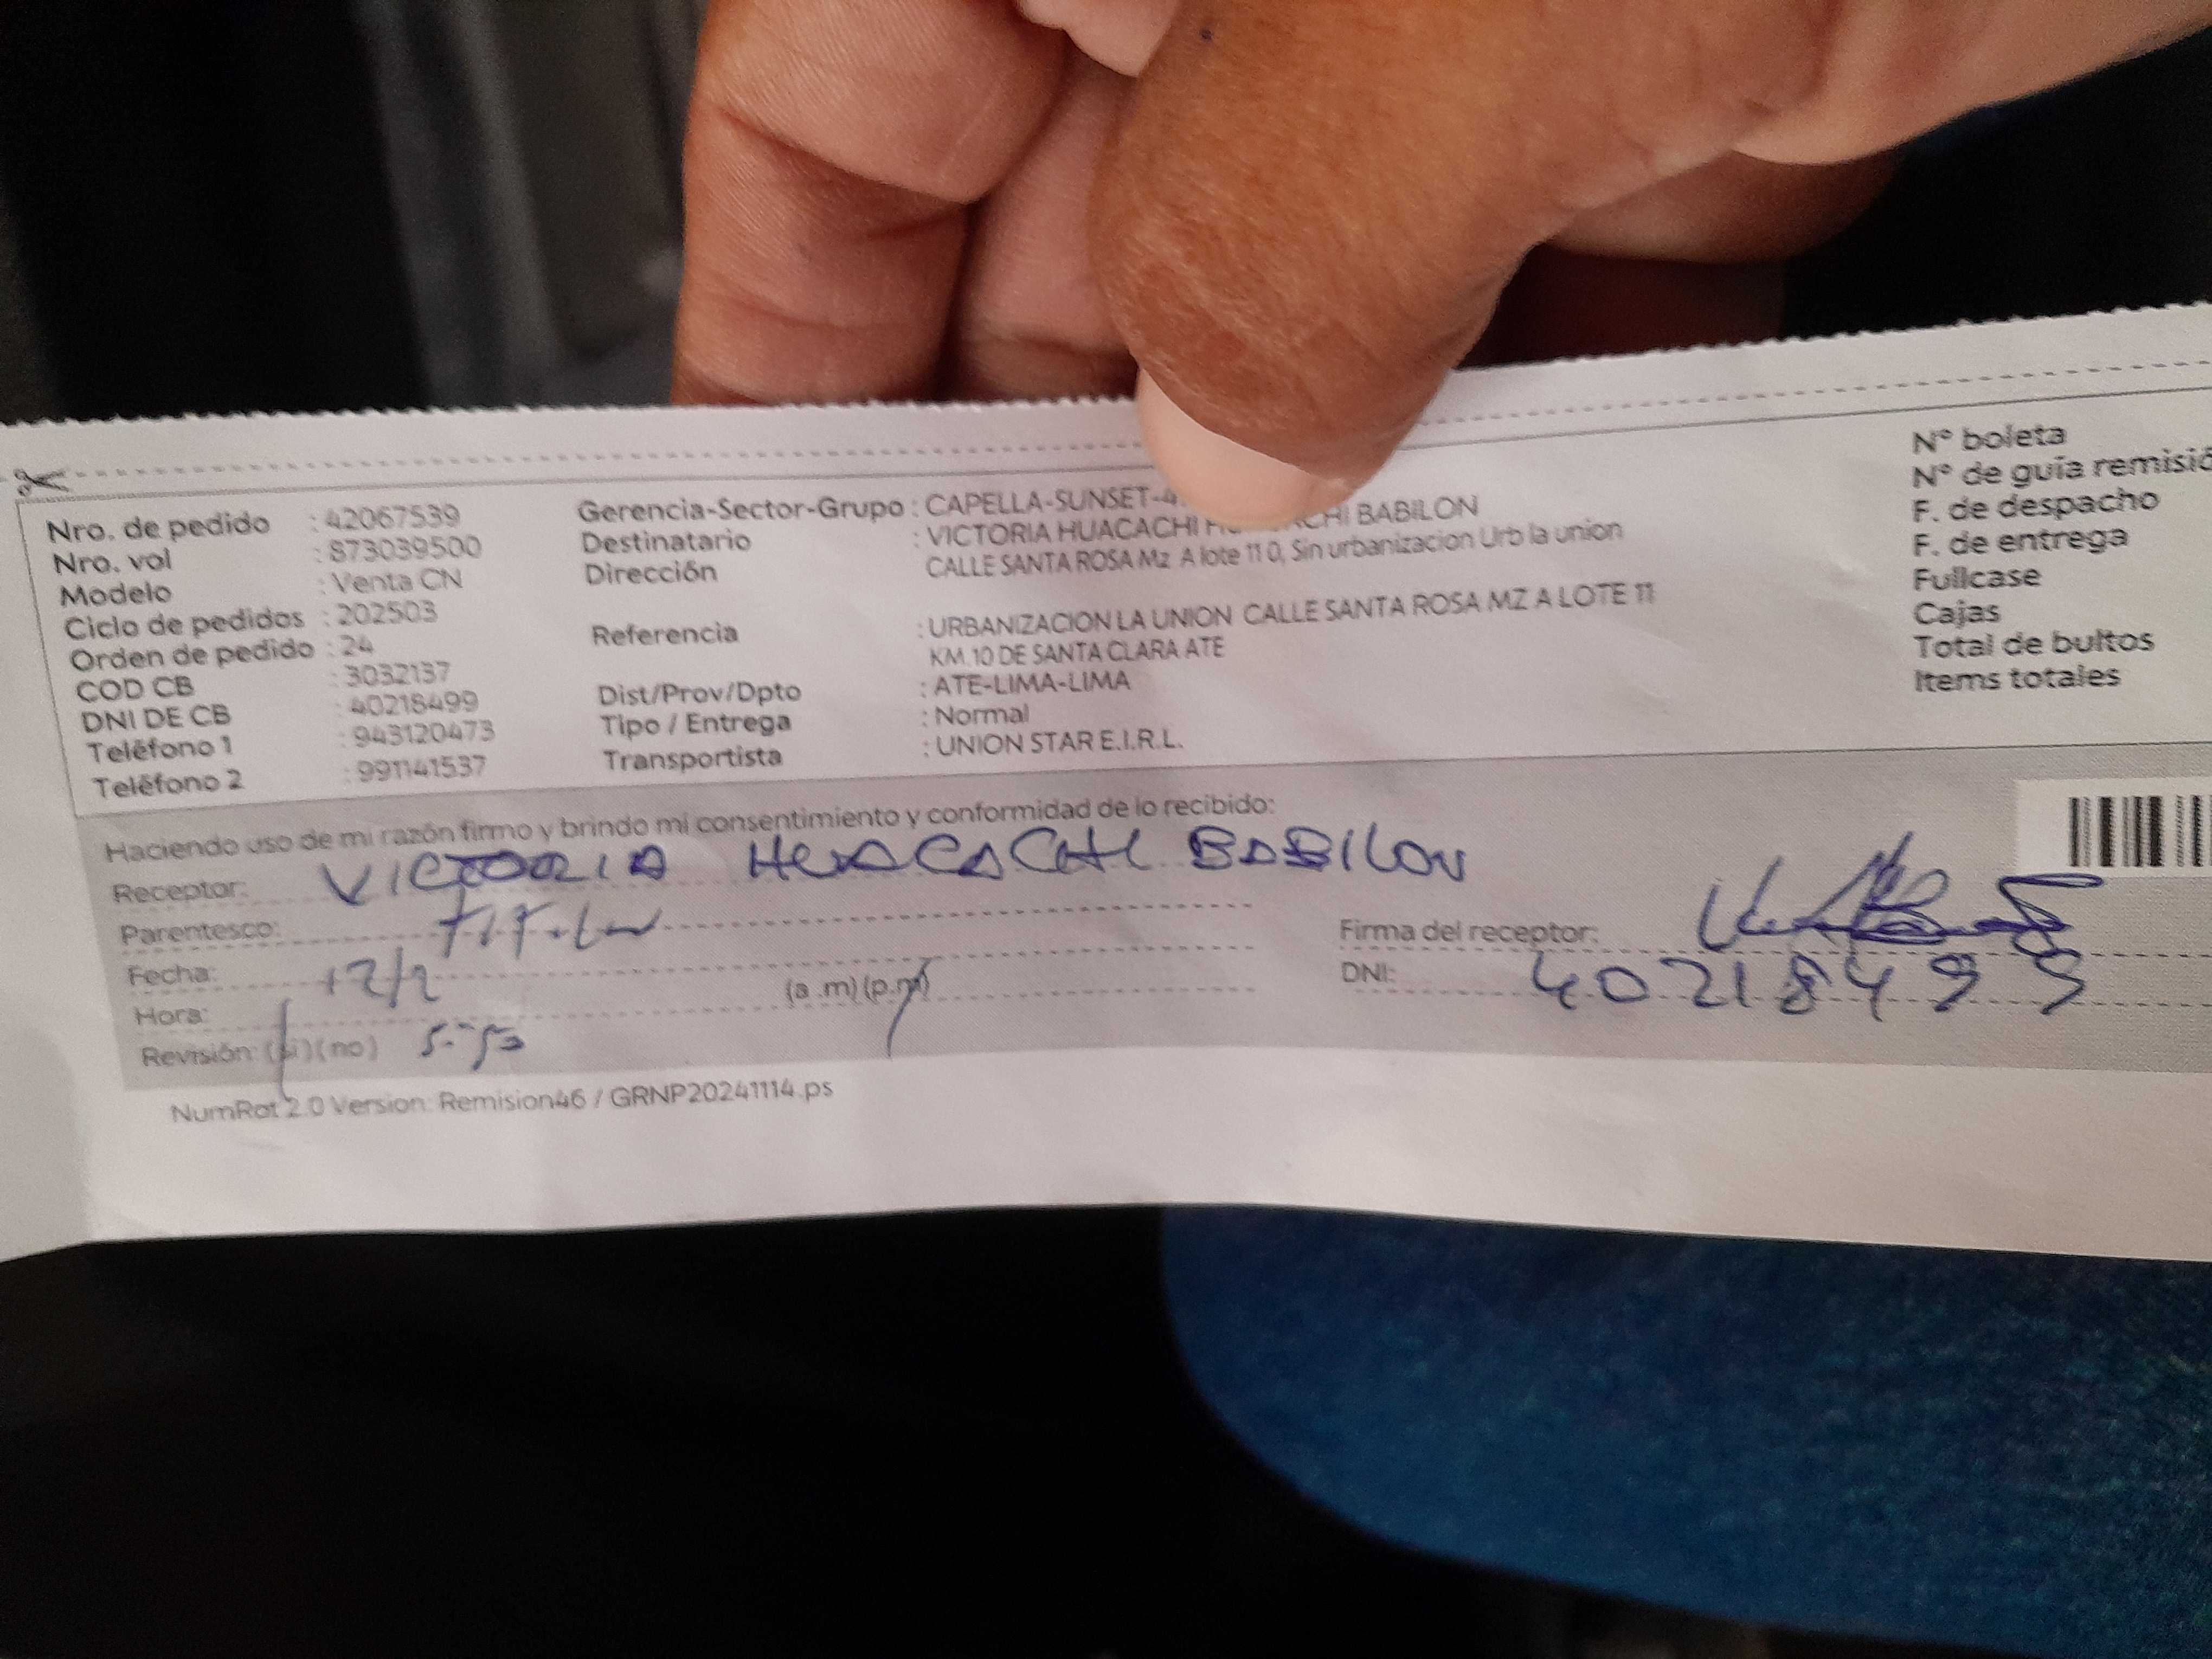 Nro. de pedido : 42067539
Nro. vol : 873039500
Modelo : Venta CN
Ciclo de pedidos : 202503
Orden de pedido : 24
COD CB : 3032137
DNI DE CB : 40218499
Teléfono 1 : 943120473
Teléfono 2 : 991141537
Gerencia-Sector-Grupo : CAPELLA-SUNSET-4
Destinatario : VICTORIA HUACACHI BABILON
Dirección : CALLE SANTA ROSA Mz A lote 11 0, Sin urbanizacion Urb la union
Referencia : URBANIZACION LA UNION CALLE SANTA ROSA MZ A LOTE 11
KM.10 DE SANTA CLARA ATE
Dist/Prov/Dpto : ATE-LIMA-LIMA
Tipo / Entrega : Normal
Transportista : UNION STAR E.I.R.L.
N° boleta
N° de guía remisió
F. de despacho
F. de entrega
Fullcase
Cajas
Total de bultos
Items totales
Haciendo uso de mi razón firmo y brindo mi consentimiento y conformidad de lo recibido:
Receptor: VICTORIA HUACACHI BABILON
Parentesco: Titular
Fecha: 12/2
Hora: (a .m) (p.m)
Revisión: (si) (no)
Firma del receptor:
DNI: 40218499
NumRot 2.0 Version: Remision46 / GRNP20241114.ps